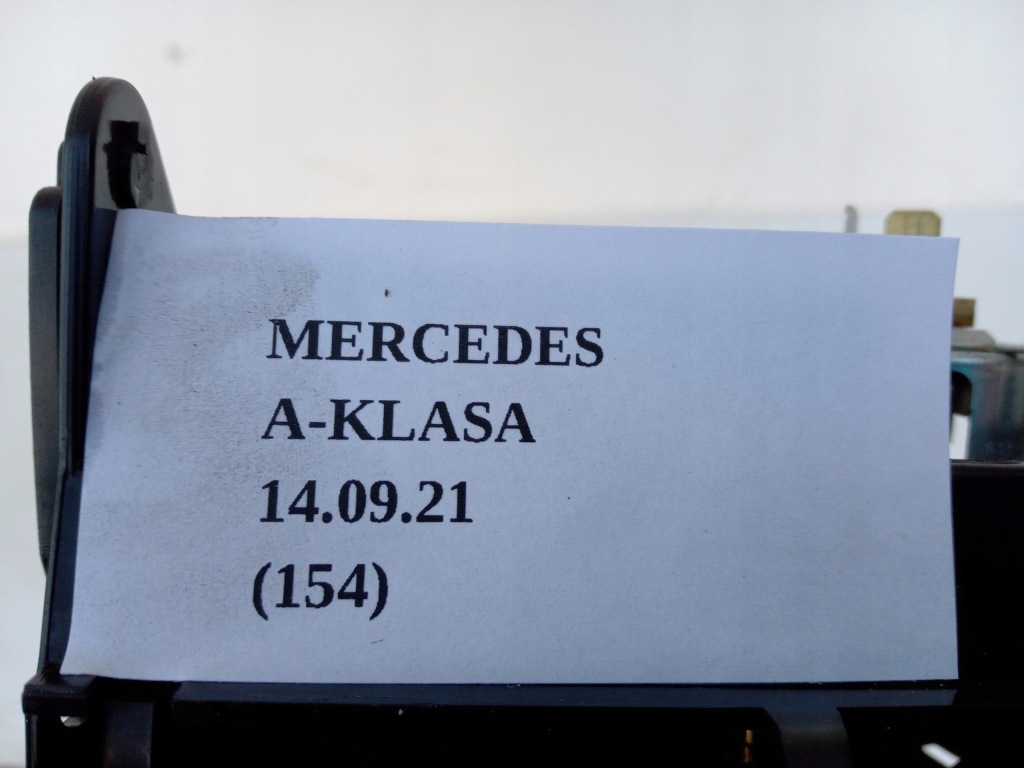 MERCEDES
A-KLASA
14.09.21
(154)